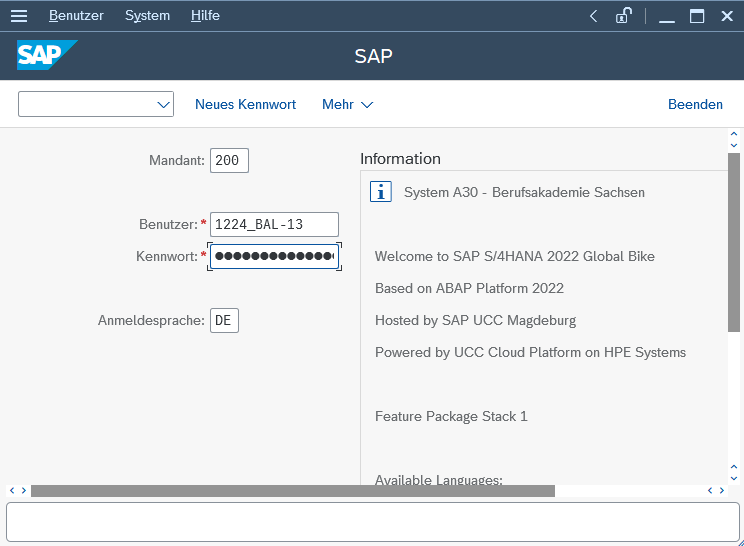 Benutzer System Hilfe
SAP SAP
Neues Kennwort Mehr Beenden
Mandant: 200
Information
System A30 - Berufsakademie Sachsen
Benutzer: * 1224_BAL-13
Kennwort: * ●●●●●●●●●●●●●●
Welcome to SAP S/4HANA 2022 Global Bike
Based on ABAP Platform 2022
Hosted by SAP UCC Magdeburg
Anmeldesprache: DE
Powered by UCC Cloud Platform on HPE Systems
Feature Package Stack 1
Available Languages: